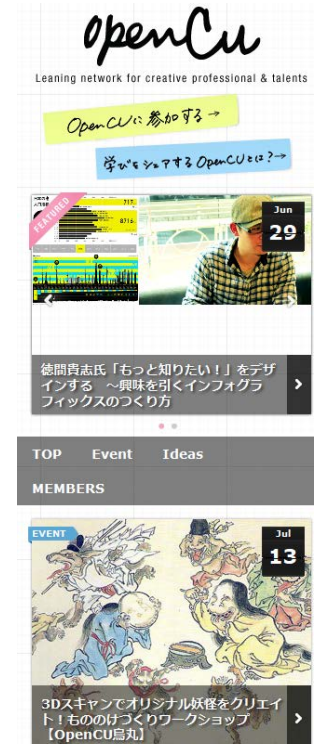 openCu
Leaning network for creative professional & talents
OpenCUに参加する→
学びをシェアするOpenCUとは?→
FEATURED
Jun
29
徳間貴志氏「もっと知りたい!」をデザ
インする ～興味を引くインフォグラ
フィックスのつくり方
TOP Event Ideas
MEMBERS
EVENT
Jul
13
3Dスキャンでオリジナル妖怪をクリエイ
ト!もののけづくりワークショップ
【OpenCU烏丸】